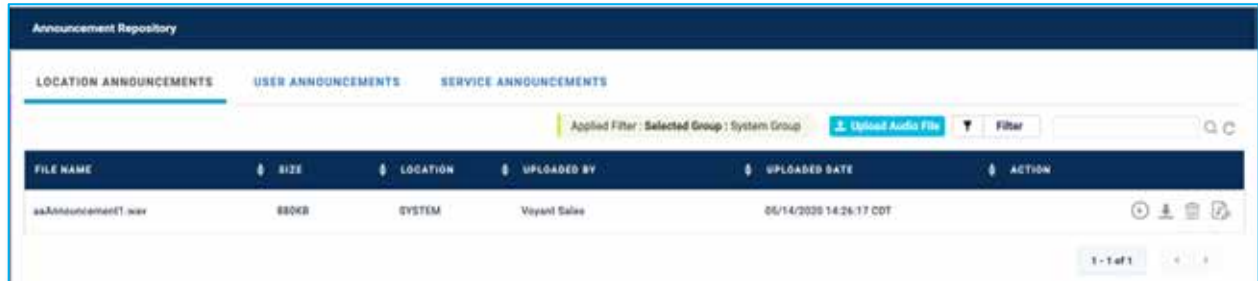 Announcement Repository
LOCATION ANNOUNCEMENTS USER ANNOUNCEMENTS SERVICE ANNOUNCEMENTS
Applied Filter : Selected Group : System Group Upload Audio File Filter
FILE NAME SIZE LOCATION UPLOADED BY UPLOADED DATE ACTION
aaAnnouncement1.wav 880KB SYSTEM Voyant Sales 05/14/2020 14:26:17 CDT
1 - 1 of 1